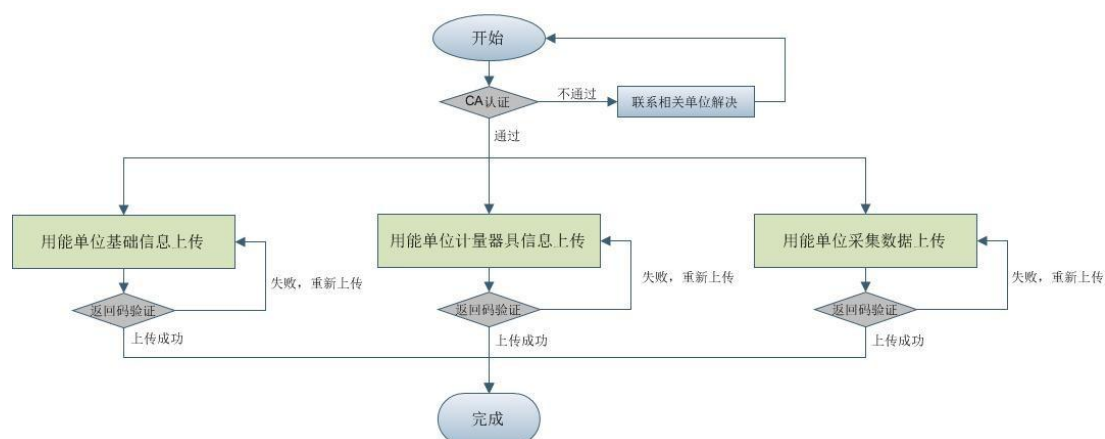 开始
CA认证
不通过
联系相关单位解决
通过
用能单位基础信息上传
用能单位计量器具信息上传
用能单位采集数据上传
失败，重新上传
失败，重新上传
失败，重新上传
返回码验证
返回码验证
返回码验证
上传成功
上传成功
上传成功
完成